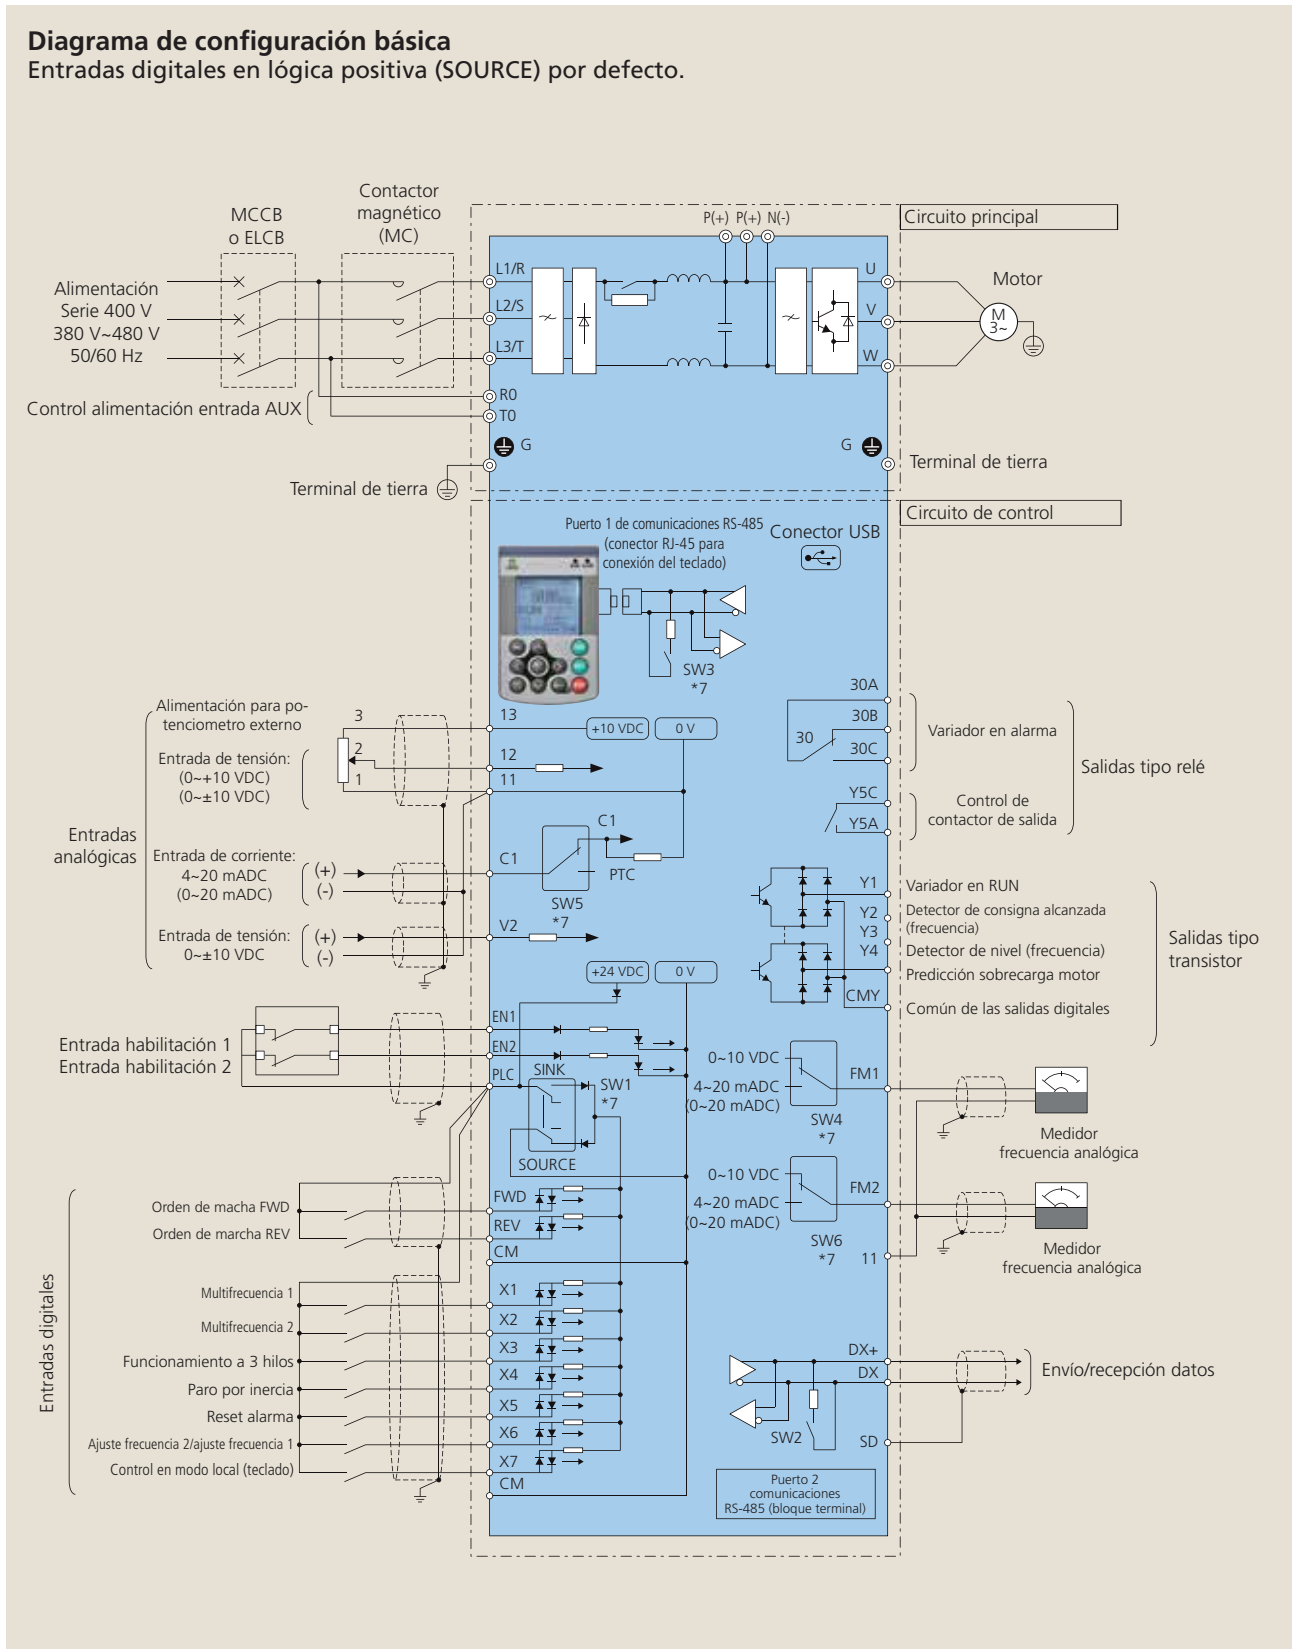 Diagrama de configuración básica
Entradas digitales en lógica positiva (SOURCE) por defecto.
MCCB
o ELCB
Contactor
magnético
(MC)
P(+) P(+) N(-)
Circuito principal
Alimentación
Serie 400 V
380 V~480 V
50/60 Hz
L1/R
L2/S
L3/T
U
V
W
Motor
M
3~
Control alimentación entrada AUX
R0
T0
G
G
Terminal de tierra
Terminal de tierra
Circuito de control
Puerto 1 de comunicaciones RS-485
(conector RJ-45 para
conexión del teclado)
Conector USB
SW3
*7
Alimentación para po-
tenciometro externo
Entrada de tensión:
(0~+10 VDC)
(0~±10 VDC)
3
2
1
13
12
11
+10 VDC
0 V
30A
30B
30
30C
Variador en alarma
Salidas tipo relé
Y5C
Y5A
Control de
contactor de salida
Entradas
analógicas
Entrada de corriente:
4~20 mADC
(0~20 mADC)
(+)
(-)
C1
C1
PTC
SW5
*7
Entrada de tensión:
0~±10 VDC
(+)
(-)
V2
+24 VDC
0 V
Y1
Y2
Y3
Y4
CMY
Variador en RUN
Detector de consigna alcanzada
(frecuencia)
Detector de nivel (frecuencia)
Predicción sobrecarga motor
Común de las salidas digitales
Salidas tipo
transistor
Entrada habilitación 1
Entrada habilitación 2
EN1
EN2
PLC
SINK
SW1
*7
SOURCE
0~10 VDC
4~20 mADC
(0~20 mADC)
SW4
*7
FM1
Medidor
frecuencia analógica
0~10 VDC
4~20 mADC
(0~20 mADC)
SW6
*7
FM2
11
Medidor
frecuencia analógica
Entradas digitales
Orden de macha FWD
Orden de marcha REV
FWD
REV
CM
Multifrecuencia 1
Multifrecuencia 2
Funcionamiento a 3 hilos
Paro por inercia
Reset alarma
Ajuste frecuencia 2/ajuste frecuencia 1
Control en modo local (teclado)
X1
X2
X3
X4
X5
X6
X7
CM
DX+
DX
SW2
SD
Envío/recepción datos
Puerto 2
comunicaciones
RS-485 (bloque terminal)